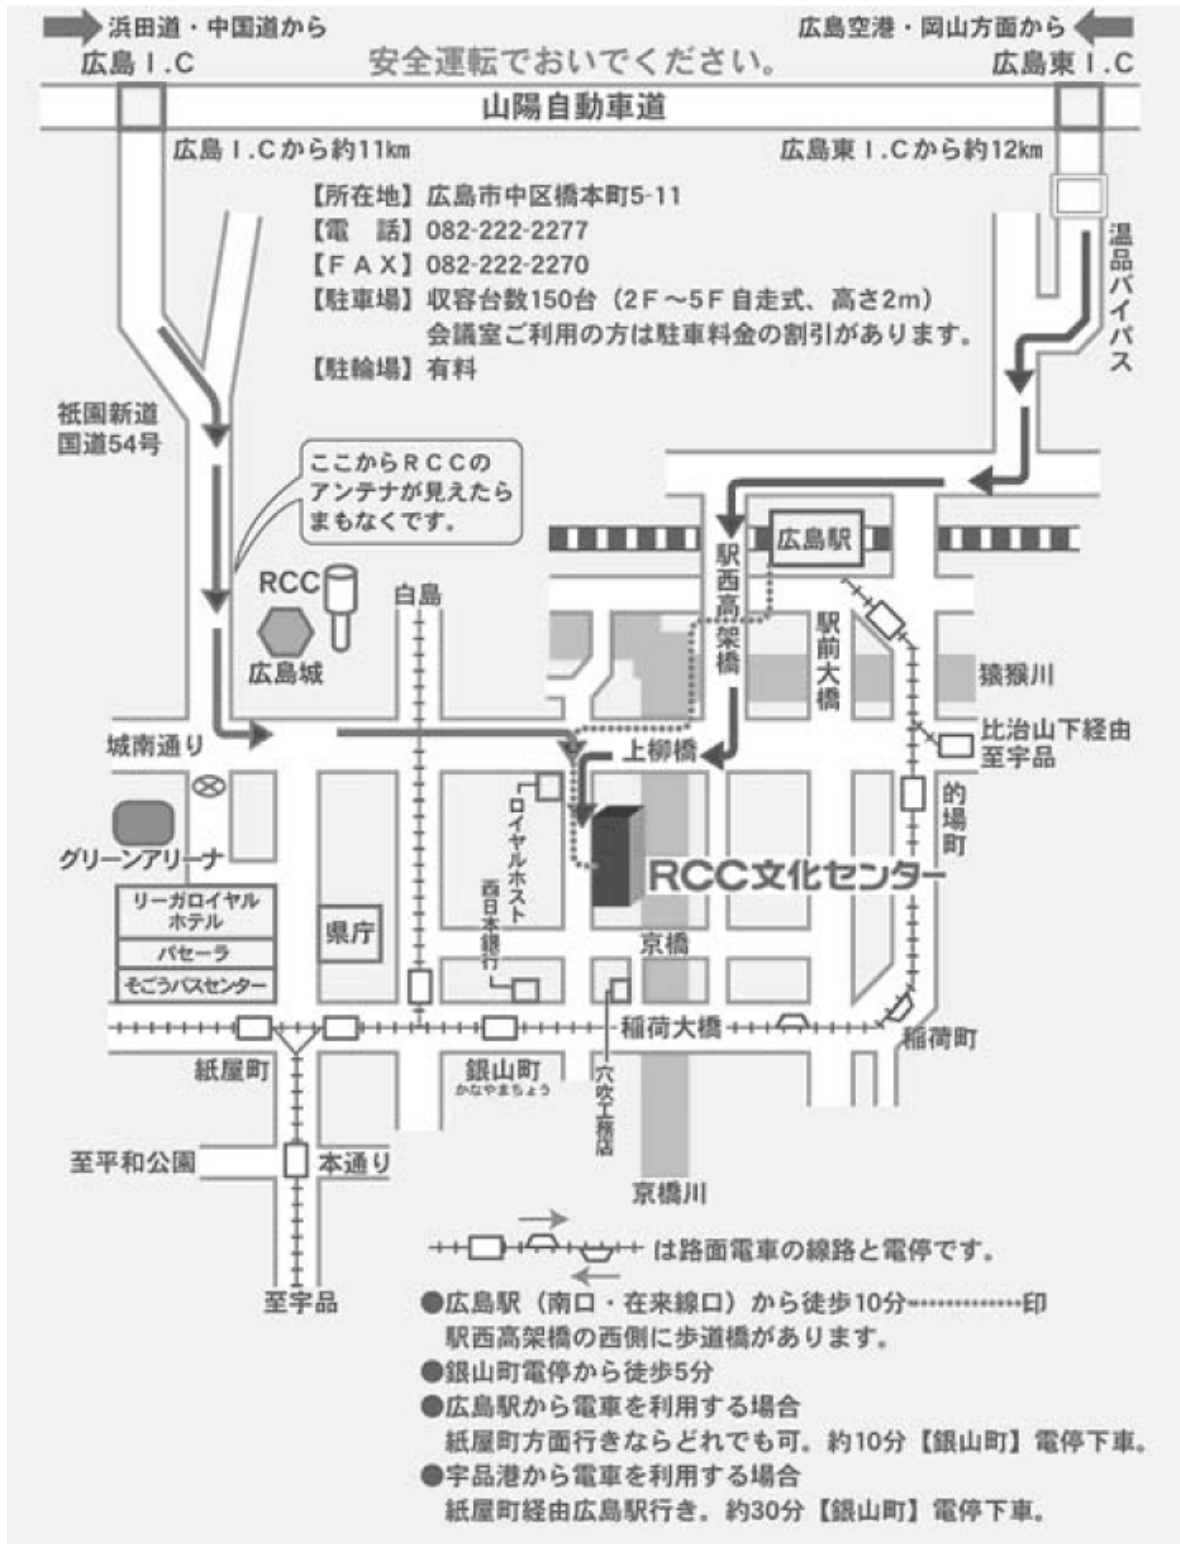 浜田道・中国道から
広島空港・岡山方面から
広島I.C
安全運転でおいでください。
広島東I.C
山陽自動車道
広島I.Cから約11km
広島東I.Cから約12km
【所在地】広島市中区橋本町5-11
【電 話】082-222-2277
【FAX】082-222-2270
【駐車場】収容台数150台（2F〜5F自走式、高さ2m）
会議室ご利用の方は駐車料金の割引があります。
【駐輪場】有料
温品バイパス
祇園新道
国道54号
ここからRCCの
アンテナが見えたら
まもなくです。
広島駅
駅西高架橋
RCC
白島
駅前大橋
広島城
猿猴川
城南通り
上柳橋
比治山下経由
至宇品
的場町
ロイヤルホスト
グリーンアリーナ
RCC文化センター
西日本銀行
リーガロイヤル
ホテル
県庁
京橋
パセーラ
そごうバスセンター
稲荷大橋
稲荷町
紙屋町
銀山町
かなやまちょう
穴吹工務店
至平和公園
本通り
京橋川
は路面電車の線路と電停です。
至宇品
●広島駅（南口・在来線口）から徒歩10分············印
駅西高架橋の西側に歩道橋があります。
●銀山町電停から徒歩5分
●広島駅から電車を利用する場合
紙屋町方面行きならどれでも可。約10分【銀山町】電停下車。
●宇品港から電車を利用する場合
紙屋町経由広島駅行き。約30分【銀山町】電停下車。